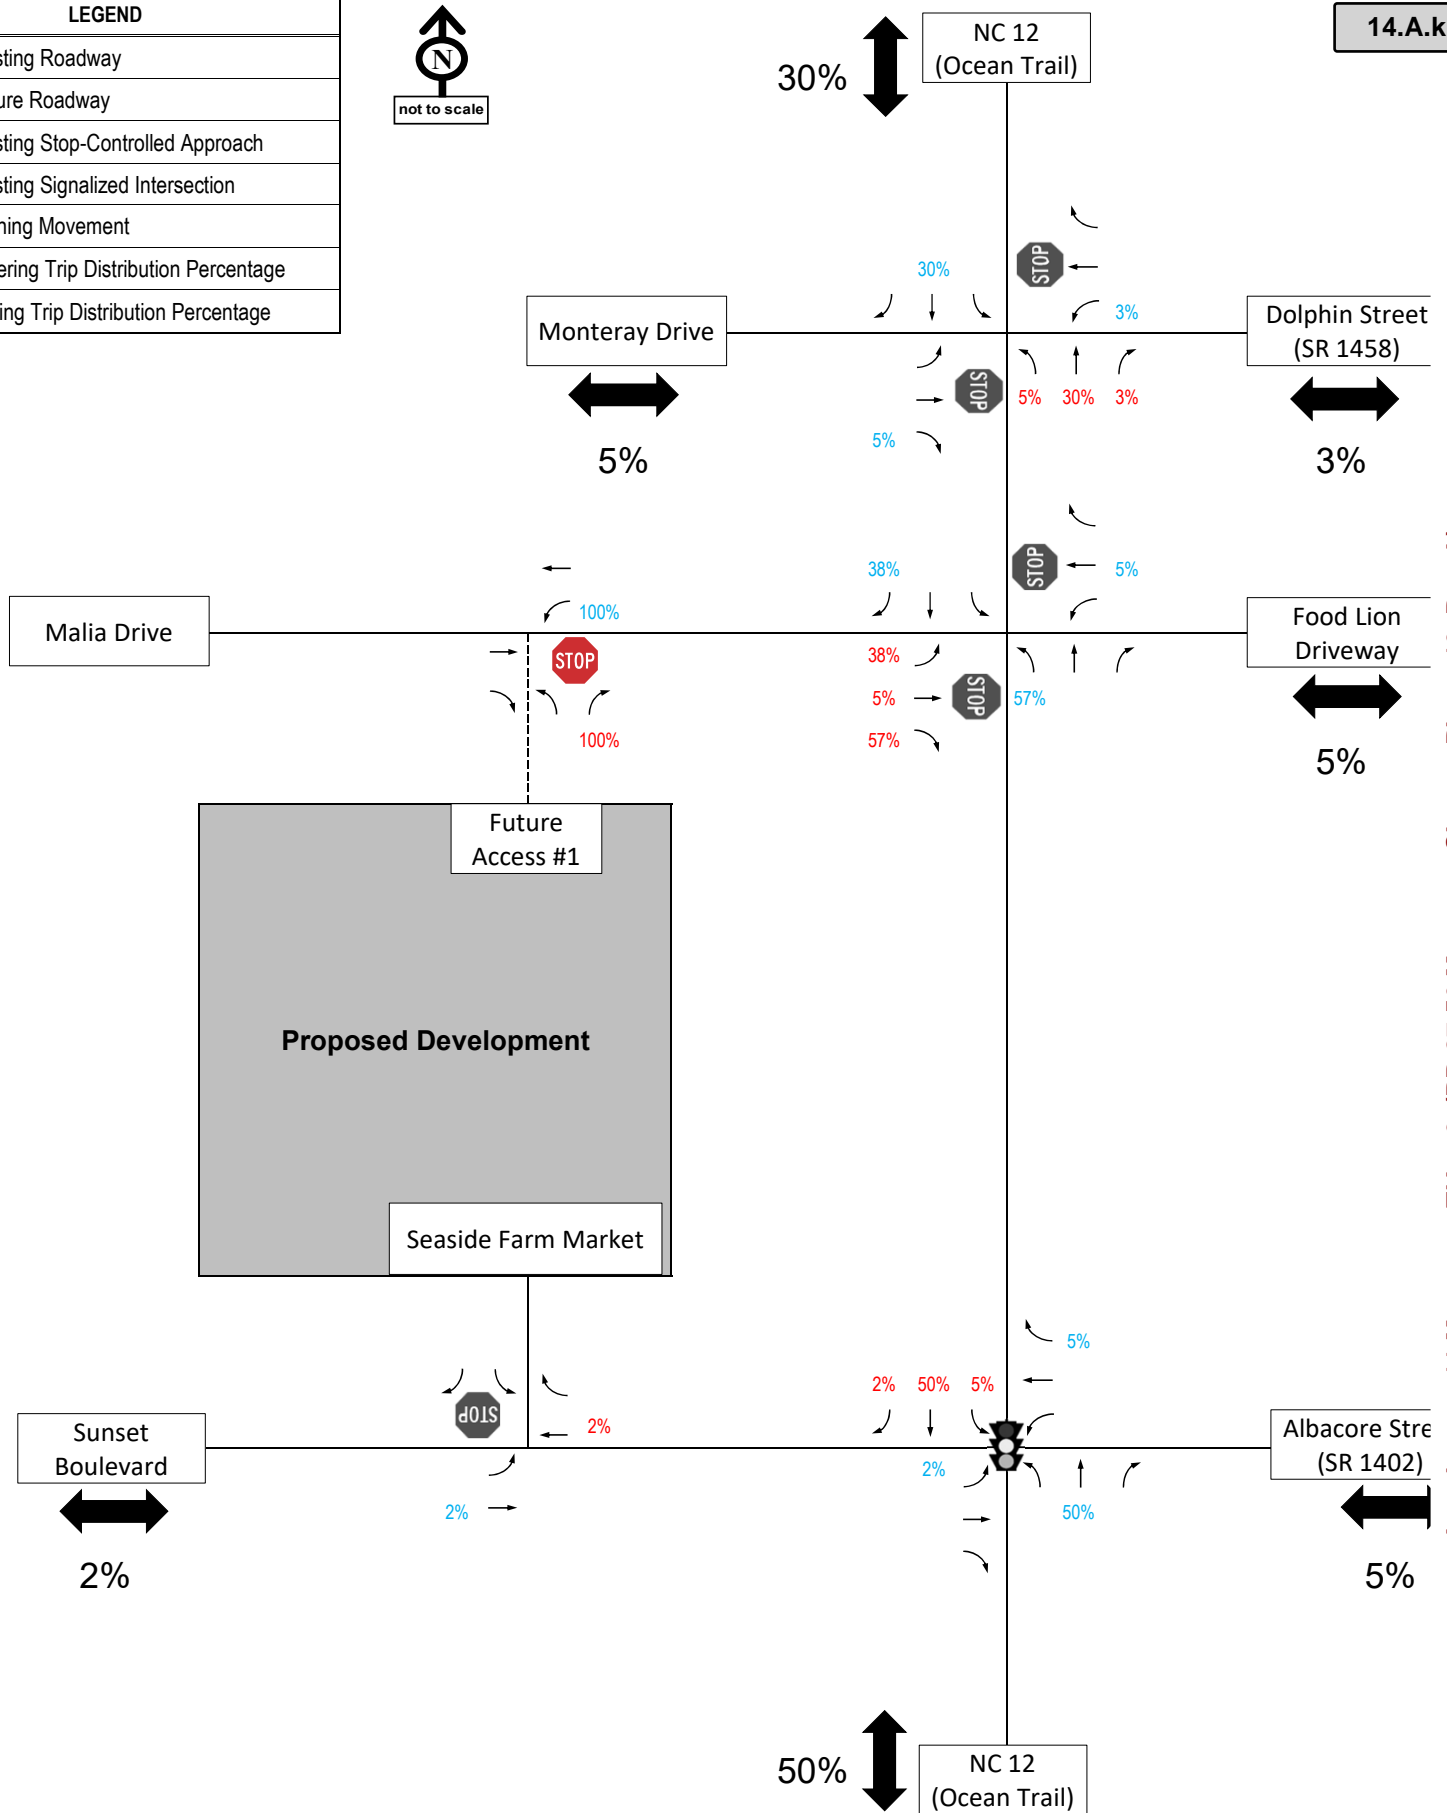 LEGEND
sting Roadway
ure Roadway
sting Stop-Controlled Approach
sting Signalized Intersection
ning Movement
ering Trip Distribution Percentage
ing Trip Distribution Percentage
N
not to scale
30%
NC 12
(Ocean Trail)
14.A.k
30%
STOP
3%
Monteray Drive
Dolphin Street
(SR 1458)
STOP
5% 30% 3%
5%
5%
3%
38%
STOP
5%
100%
Malia Drive
Food Lion
Driveway
STOP
38%
5%
STOP
57%
100%
57%
5%
Future
Access #1
Proposed Development
Seaside Farm Market
5%
2% 50% 5%
STOP
2%
Sunset
Boulevard
Albacore Stre
(SR 1402)
2%
2%
50%
2%
5%
50%
NC 12
(Ocean Trail)